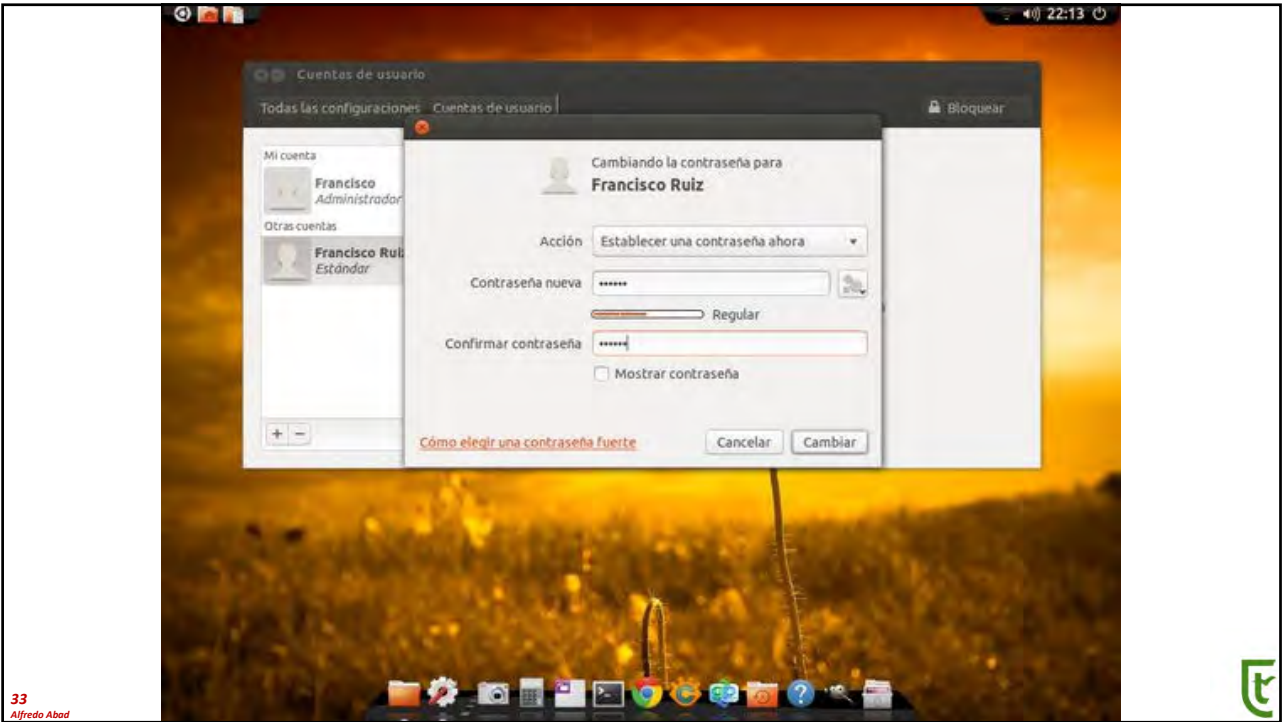 22:13
Cuentas de usuario
Todas las configuraciones Cuentas de usuario
Bloquear
Mi cuenta
Francisco
Administrador
Otras cuentas
Francisco Rui
Estándar
Cambiando la contraseña para
Francisco Ruiz
Acción Establecer una contraseña ahora
Contraseña nueva ••••••
Regular
Confirmar contraseña ••••••
Mostrar contraseña
Cómo elegir una contraseña fuerte Cancelar Cambiar
33
Alfredo Abad